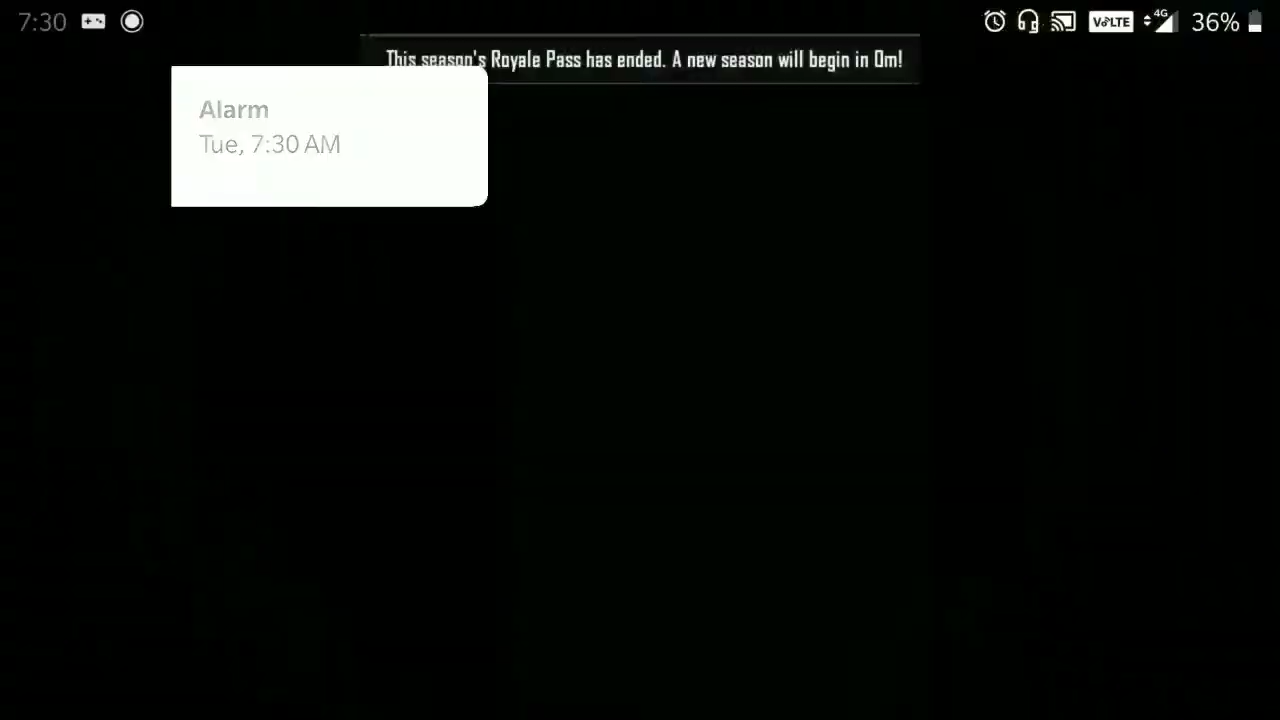 7:30
4G
VoLTE
36%
This season's Royale Pass has ended. A new season will begin in 0m!
Alarm
Tue, 7:30 AM